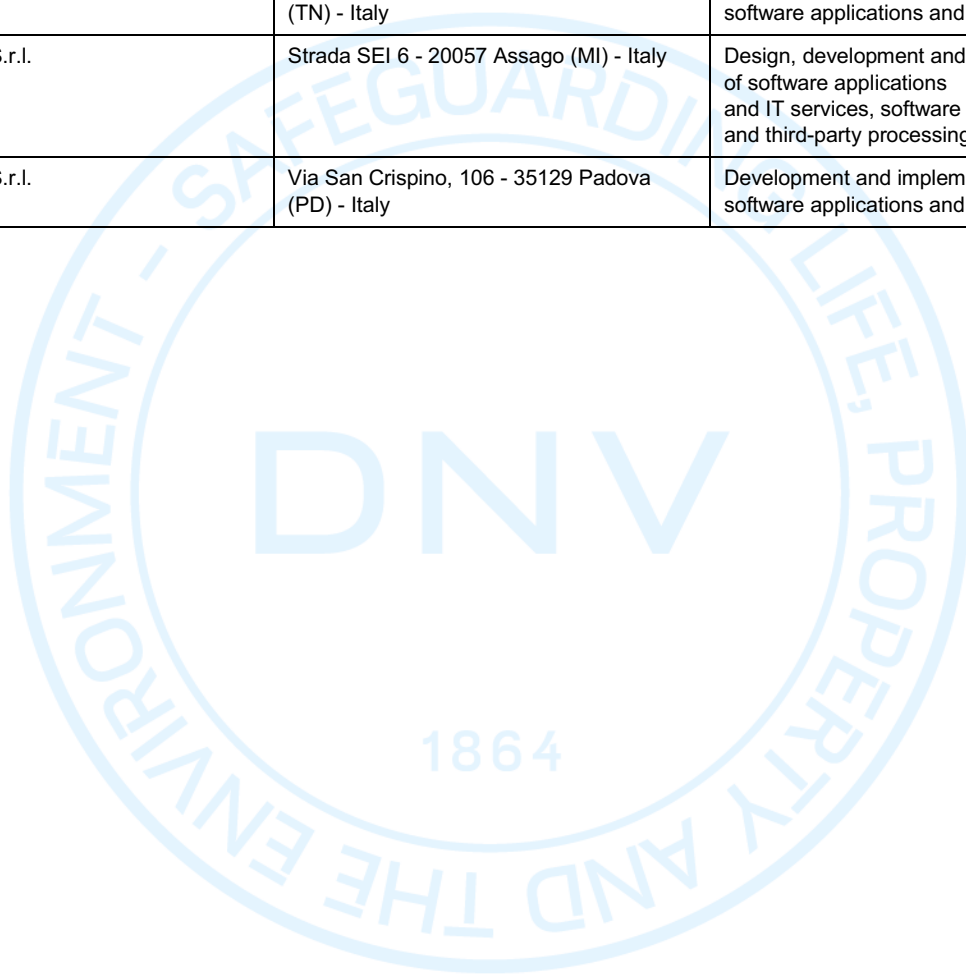 (TN) - Italy
software applications and
S.r.l.
Strada SEI 6 - 20057 Assago (MI) - Italy
Design, development and
of software applications
and IT services, software
and third-party processing
S.r.l.
Via San Crispino, 106 - 35129 Padova
(PD) - Italy
Development and implem
software applications and
SAFEGUARDING LIFE, PROPERTY AND THE ENVIRONMENT -
DNV
1864